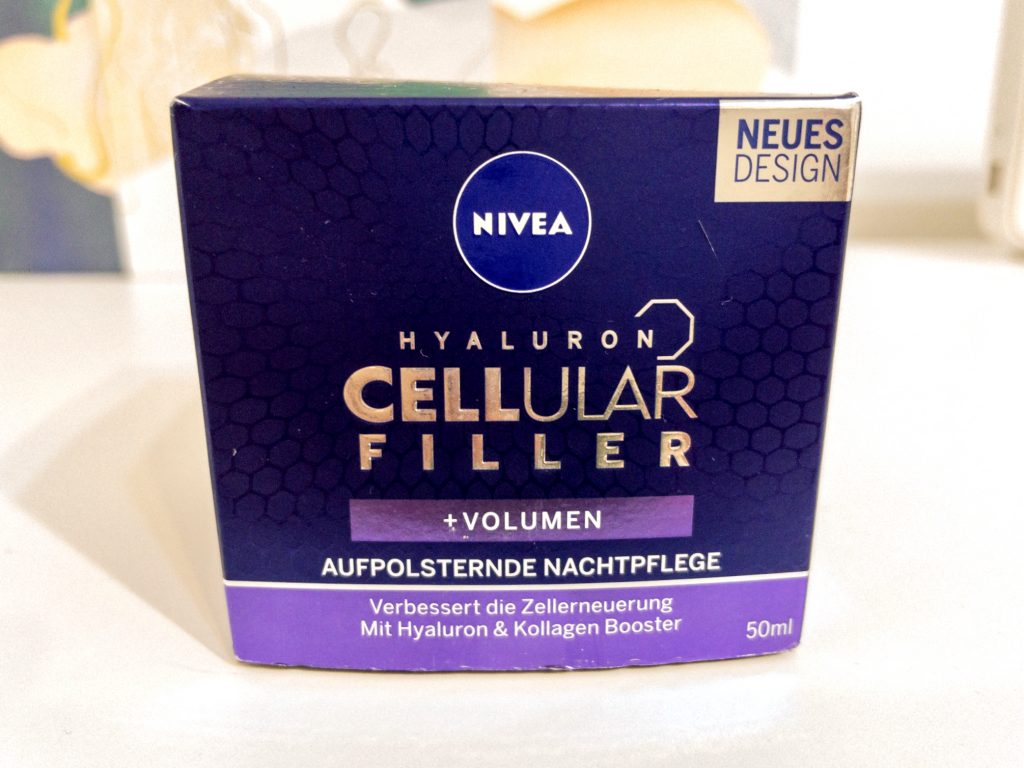 NEUES
DESIGN
NIVEA
HYALURON
CELLULAR
FILLER
+VOLUMEN
AUFPOLSTERNDE NACHTPFLEGE
Verbessert die Zellerneuerung
Mit Hyaluron & Kollagen Booster
50ml